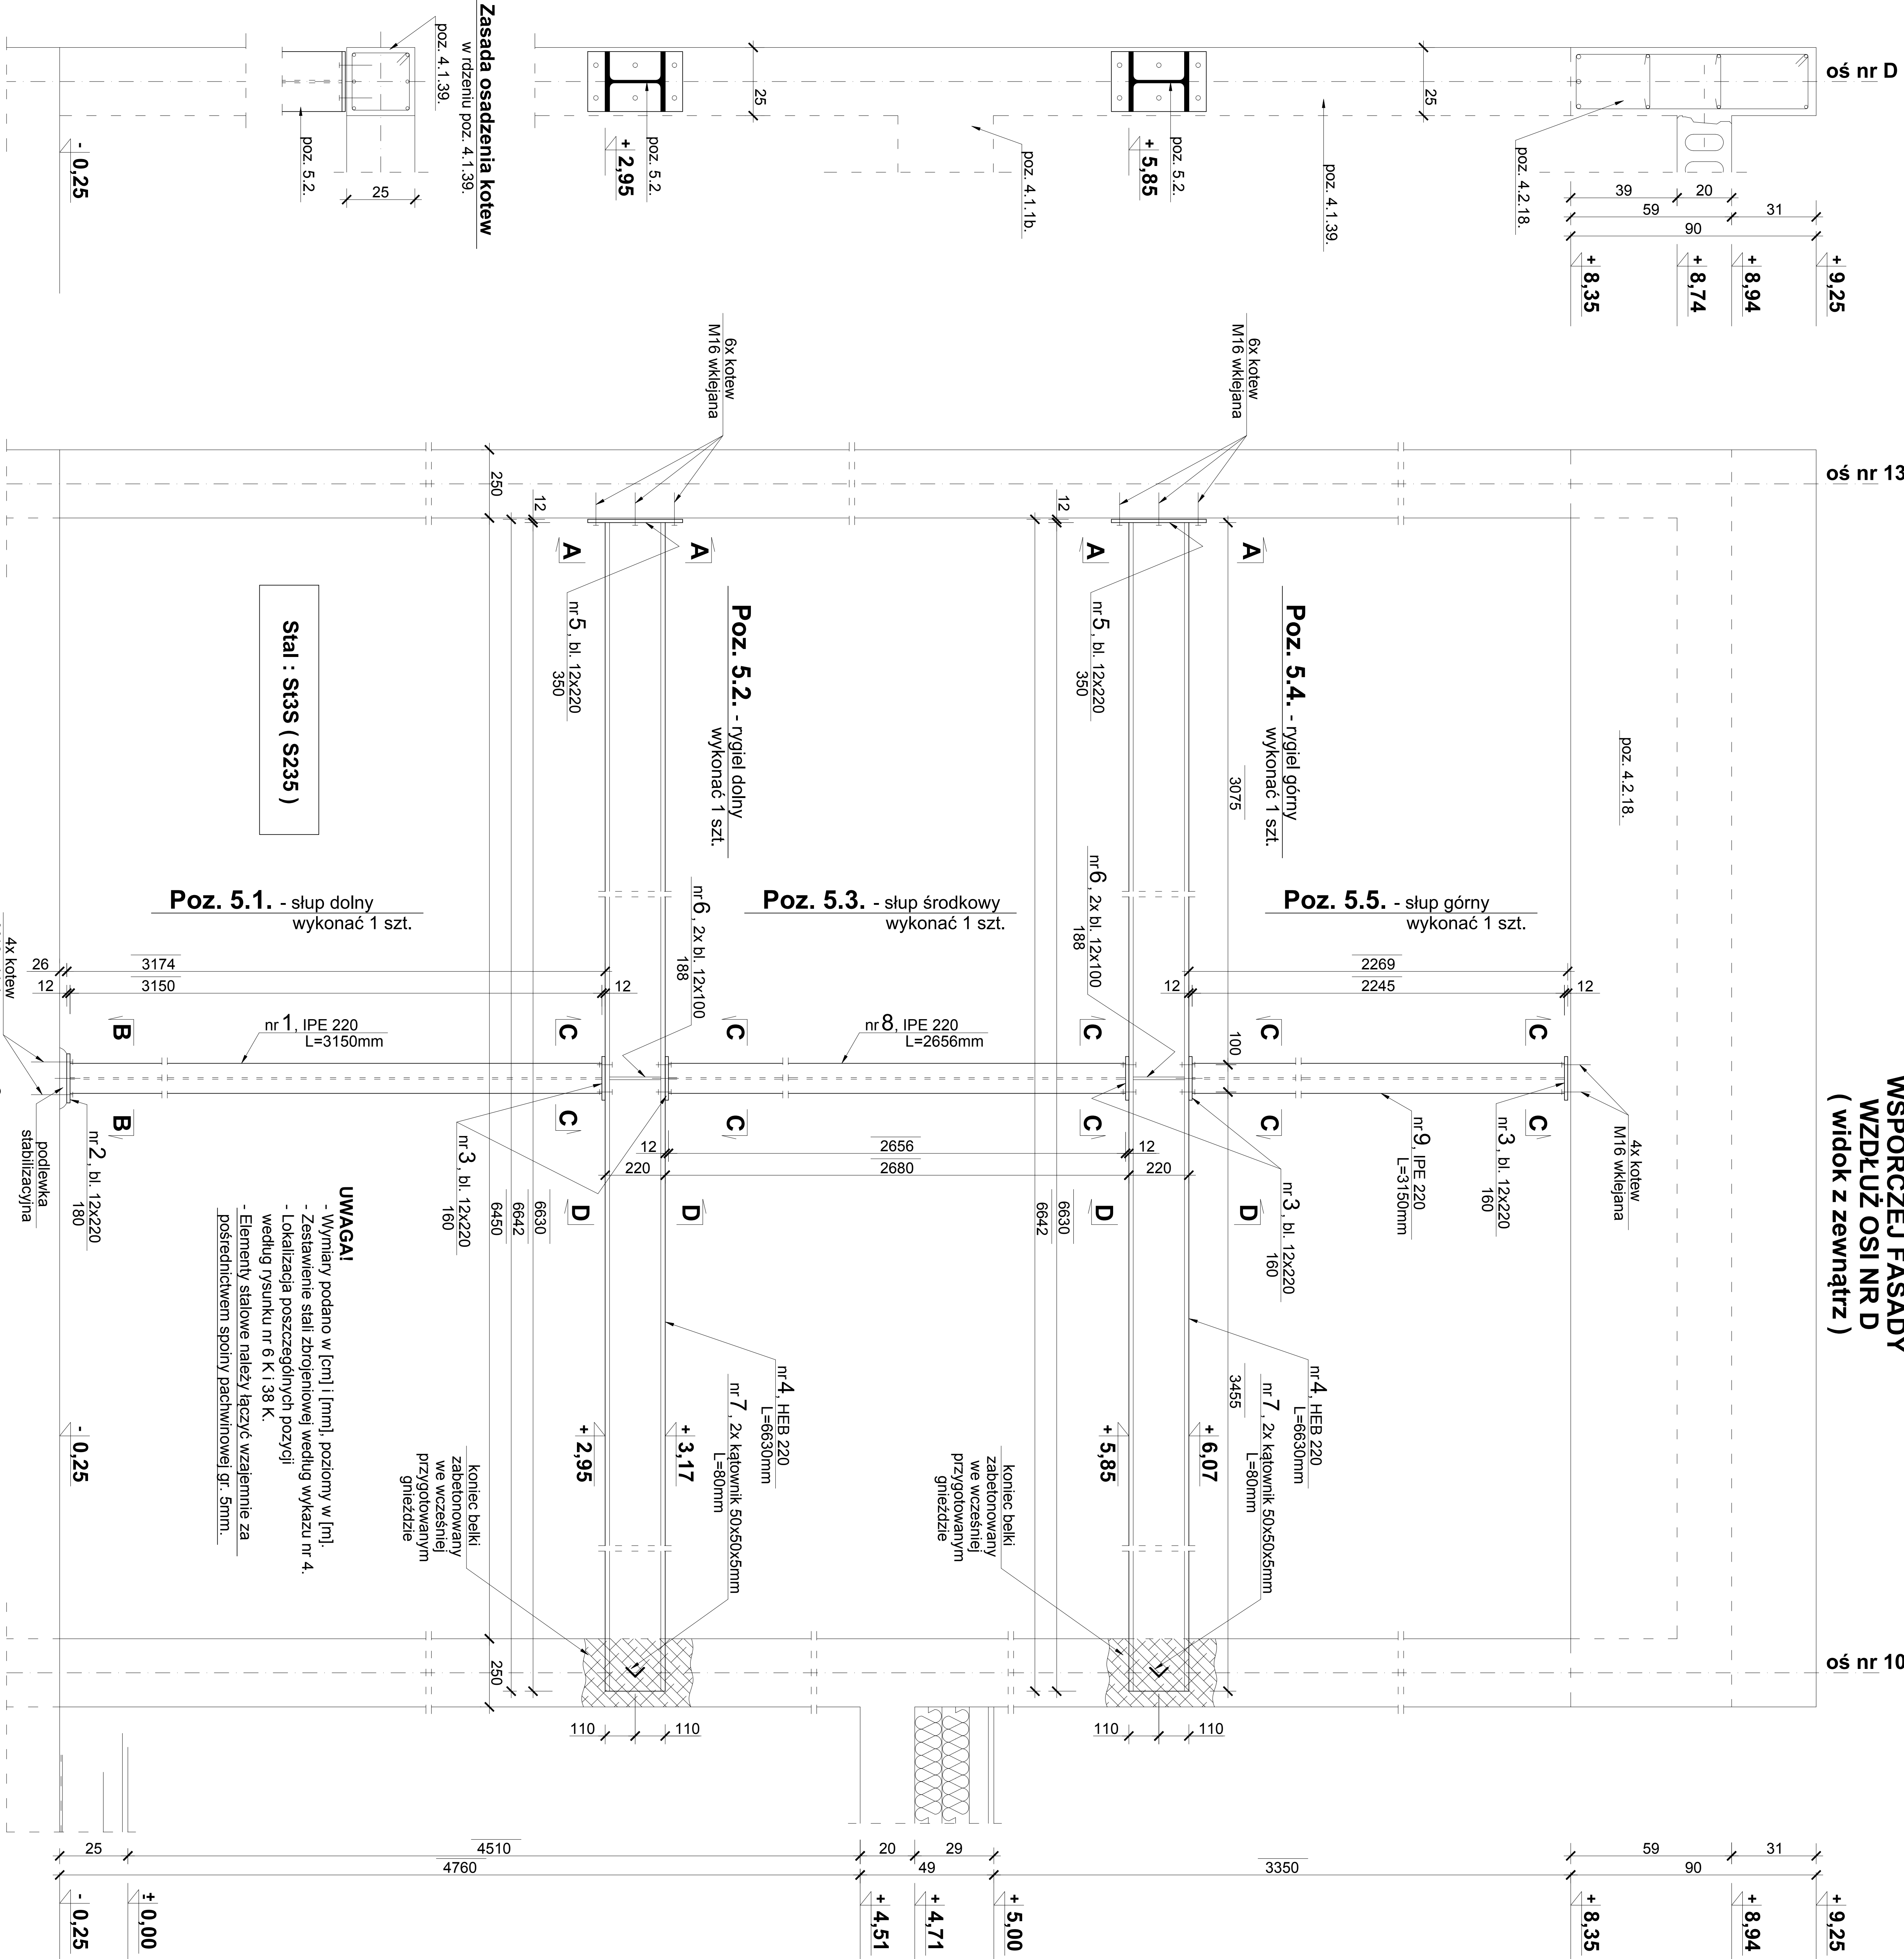 WSPORCZEJ FASADY
WZDŁUŻ OSI NR D
( widok z zewnątrz )
oś nr D
oś nr 13
oś nr 10
+ 9,25
+ 8,94
+ 8,74
+ 8,35
31
20
39
59
90
poz. 4.2.18.
25
poz. 4.1.39.
poz. 5.2.
+ 5,85
poz. 4.1.1b.
25
poz. 5.2.
+ 2,95
Zasada osadzenia kotew
w rdzeniu poz. 4.1.39.
poz. 4.1.39.
poz. 5.2.
25
- 0,25
poz. 4.2.18.
4x kotew
M16 wklejana
nr 3, bl. 12x220
160
nr 9, IPE 220
L=3150mm
Poz. 5.5. - słup górny
wykonać 1 szt.
2269
2245
12
12
100
C
C
C
C
Poz. 5.4. - rygiel górny
wykonać 1 szt.
3075
3455
6x kotew
M16 wklejana
A
A
nr 5, bl. 12x220
350
nr 6, 2x bl. 12x100
188
nr 3, bl. 12x220
160
nr 4, HEB 220
L=6630mm
nr 7, 2x kątownik 50x50x5mm
L=80mm
+ 6,07
+ 5,85
D
D
koniec belki
zabetonowany
we wcześniej
przygotowanym
gnieździe
110
110
12
6630
6642
Poz. 5.3. - słup środkowy
wykonać 1 szt.
nr 8, IPE 220
L=2656mm
C
C
C
C
220
12
2656
2680
12
220
Poz. 5.2. - rygiel dolny
wykonać 1 szt.
6x kotew
M16 wklejana
A
A
nr 5, bl. 12x220
350
nr 6, 2x bl. 12x100
188
nr 3, bl. 12x220
160
nr 4, HEB 220
L=6630mm
nr 7, 2x kątownik 50x50x5mm
L=80mm
+ 3,17
+ 2,95
D
D
koniec belki
zabetonowany
we wcześniej
przygotowanym
gnieździe
110
110
12
6630
6642
250
6450
250
Poz. 5.1. - słup dolny
wykonać 1 szt.
nr 1, IPE 220
L=3150mm
3174
3150
26
12
12
C
C
B
B
4x kotew
nr 2, bl. 12x220
180
podlewka
stabilizacyjna
Stal : St3S ( S235 )
UWAGA!
- Wymiary podano w [cm] i [mm], poziomy w [m].
- Zestawienie stali zbrojeniowej według wykazu nr 4.
- Lokalizacja poszczególnych pozycji
według rysunku nr 6 K i 38 K.
- Elementy stalowe należy łączyć wzajemnie za
pośrednictwem spoiny pachwinowej gr. 5mm.
- 0,25
25
4510
20
29
59
31
4760
49
3350
90
- 0,25
± 0,00
+ 4,51
+ 4,71
+ 5,00
+ 8,35
+ 8,94
+ 9,25